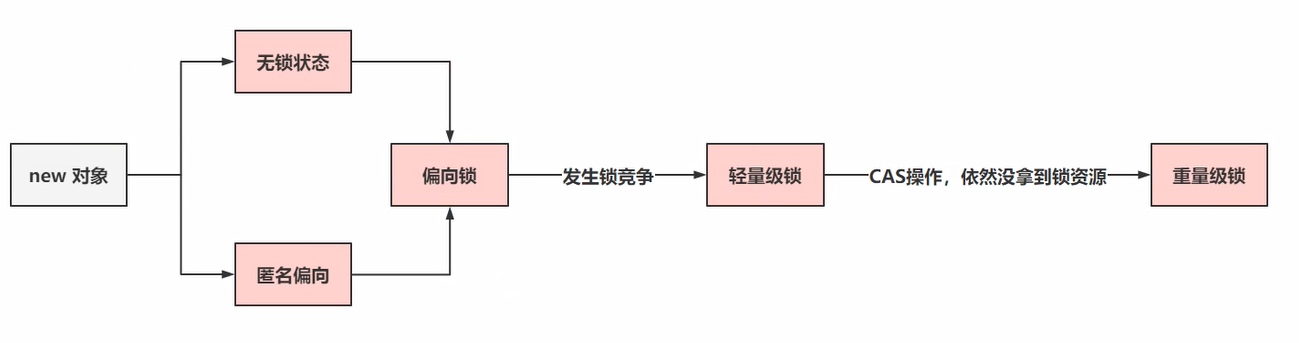 无锁状态
new 对象
偏向锁
发生锁竞争
轻量级锁
CAS操作，依然没拿到锁资源
重量级锁
匿名偏向